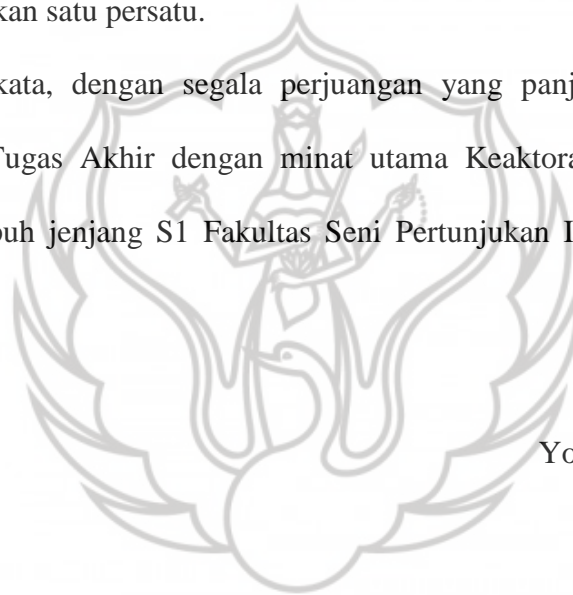 kan satu persatu.
kata, dengan segala perjuangan yang panj
Tugas Akhir dengan minat utama Keaktora
puh jenjang S1 Fakultas Seni Pertunjukan I
Yo